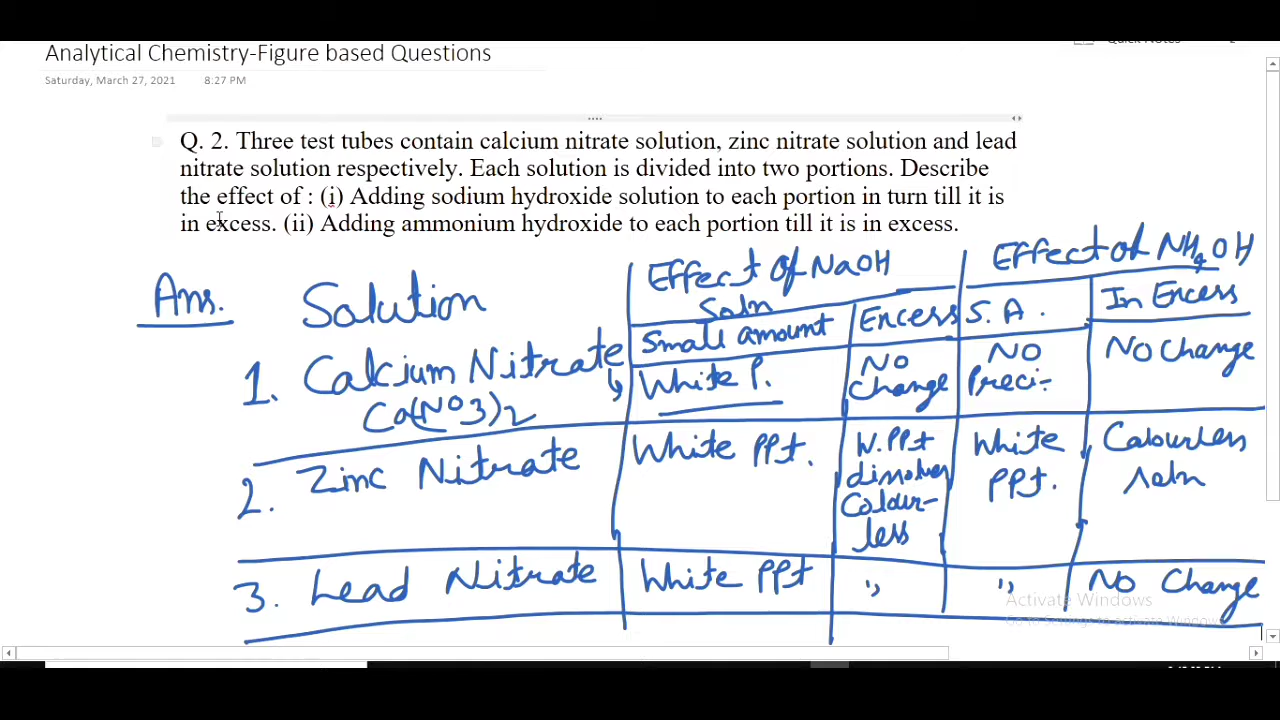 Analytical Chemistry-Figure based Questions
Saturday, March 27, 2021 8:27 PM
Q. 2. Three test tubes contain calcium nitrate solution, zinc nitrate solution and lead
nitrate solution respectively. Each solution is divided into two portions. Describe
the effect of : (i) Adding sodium hydroxide solution to each portion in turn till it is
in excess. (ii) Adding ammonium hydroxide to each portion till it is in excess.
Ans. Solution Effect of NaOH Soln Effect of NH4OH
Small amount Excess S.A. In Excess
1. Calcium Nitrate White P. No Change No Preci- No Change
Ca(NO3)2
2. Zinc Nitrate White PPt. W.PPt dissolves Colour-less White PPt. Colourless soln
3. Lead Nitrate White PPt ,, ,, No Change
Activate Windows
Go to Settings to activate Windows.